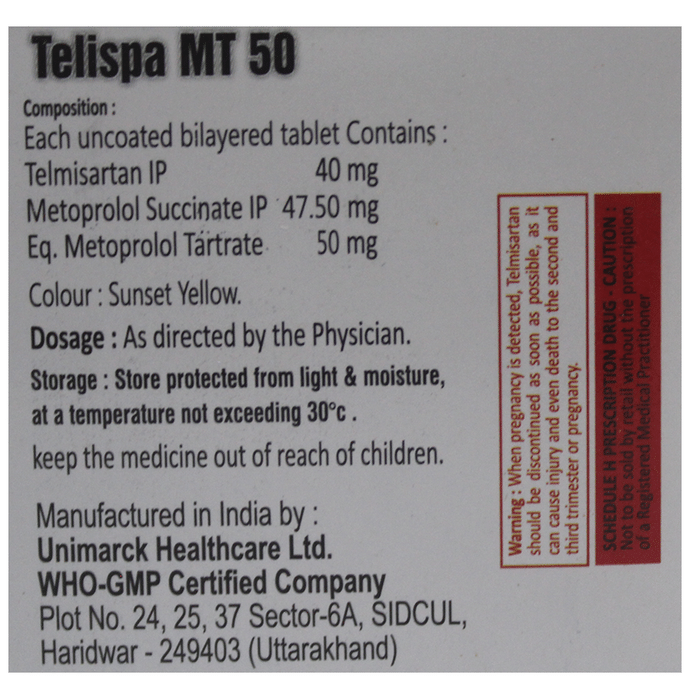 Telispa MT 50
Composition :
Each uncoated bilayered tablet Contains :
Telmisartan IP 40 mg
Metoprolol Succinate IP 47.50 mg
Eq. Metoprolol Tartrate 50 mg
Colour : Sunset Yellow.
Dosage : As directed by the Physician.
Storage : Store protected from light & moisture,
at a temperature not exceeding 30°c .
keep the medicine out of reach of children.
Manufactured in India by :
Unimarck Healthcare Ltd.
WHO-GMP Certified Company
Plot No. 24, 25, 37 Sector-6A, SIDCUL,
Haridwar - 249403 (Uttarakhand)
Warning : When pregnancy is detected, Telmisartan
should be discontinued as soon as possible, as it
can cause injury and even death to the second and
third trimester or pregnancy.
SCHEDULE H PRESCRIPTION DRUG - CAUTION :
Not to be sold by retail without the prescription
of a Registered Medical Practitioner